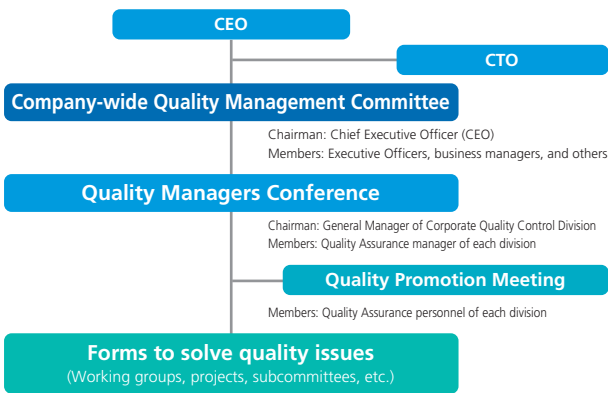 CEO
CTO
Company-wide Quality Management Committee
Chairman: Chief Executive Officer (CEO)
Members: Executive Officers, business managers, and others
Quality Managers Conference
Chairman: General Manager of Corporate Quality Control Division
Members: Quality Assurance manager of each division
Quality Promotion Meeting
Members: Quality Assurance personnel of each division
Forms to solve quality issues
(Working groups, projects, subcommittees, etc.)